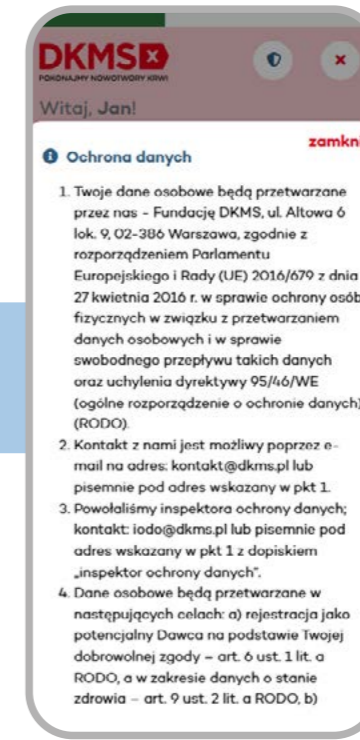 DKMS
POKONAJMY NOWOTWORY KRWI
Witaj, Jan!
zamkni
Ochrona danych
1. Twoje dane osobowe będą przetwarzane
przez nas - Fundację DKMS, ul. Altowa 6
lok. 9, 02-386 Warszawa, zgodnie z
rozporządzeniem Parlamentu
Europejskiego i Rady (UE) 2016/679 z dnia
27 kwietnia 2016 r. w sprawie ochrony osób
fizycznych w związku z przetwarzaniem
danych osobowych i w sprawie
swobodnego przepływu takich danych
oraz uchylenia dyrektywy 95/46/WE
(ogólne rozporządzenie o ochronie danych)
(RODO).
2. Kontakt z nami jest możliwy poprzez e-
mail na adres: kontakt@dkms.pl lub
pisemnie pod adres wskazany w pkt 1.
3. Powołaliśmy inspektora ochrony danych;
kontakt: iodo@dkms.pl lub pisemnie pod
adres wskazany w pkt 1 z dopiskiem
„inspektor ochrony danych”.
4. Dane osobowe będą przetwarzane w
następujących celach: a) rejestracja jako
potencjalny Dawca na podstawie Twojej
dobrowolnej zgody – art. 6 ust. 1 lit. a
RODO, a w zakresie danych o stanie
zdrowia – art. 9 ust. 2 lit. a RODO, b)